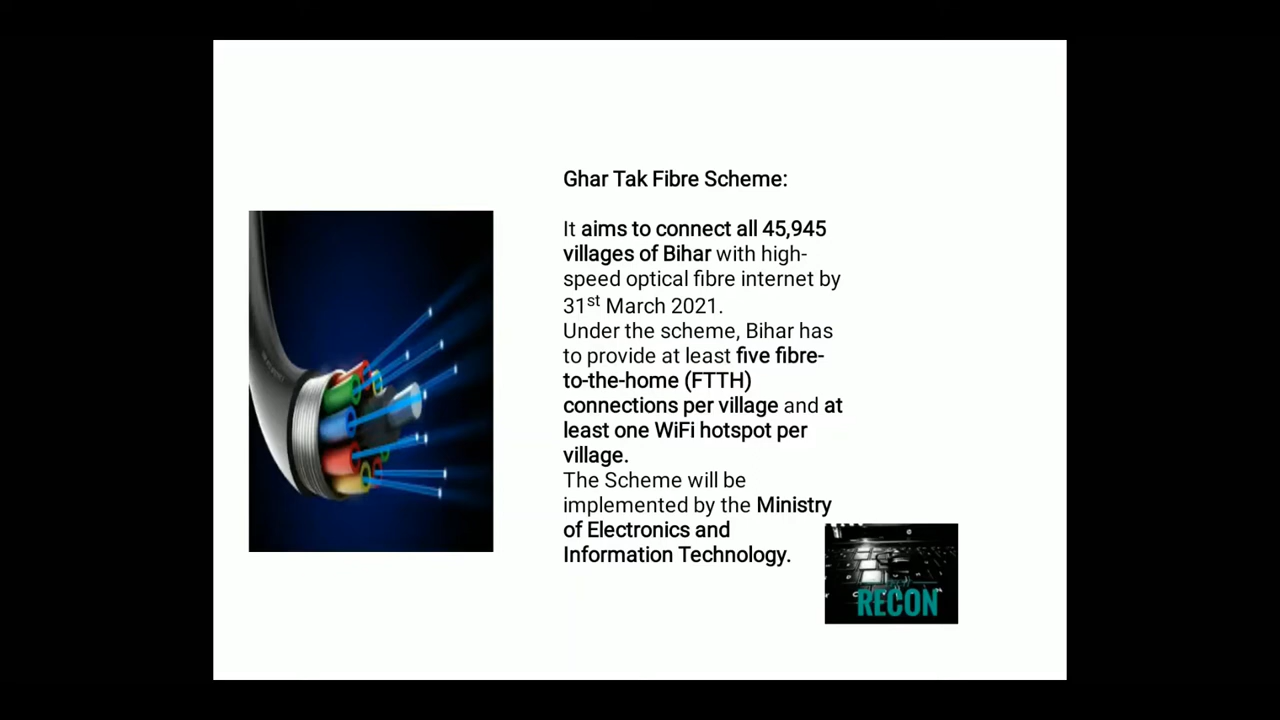 Ghar Tak Fibre Scheme:
It aims to connect all 45,945
villages of Bihar with high-
speed optical fibre internet by
31st March 2021.
Under the scheme, Bihar has
to provide at least five fibre-
to-the-home (FTTH)
connections per village and at
least one WiFi hotspot per
village.
The Scheme will be
implemented by the Ministry
of Electronics and
Information Technology.
RECON